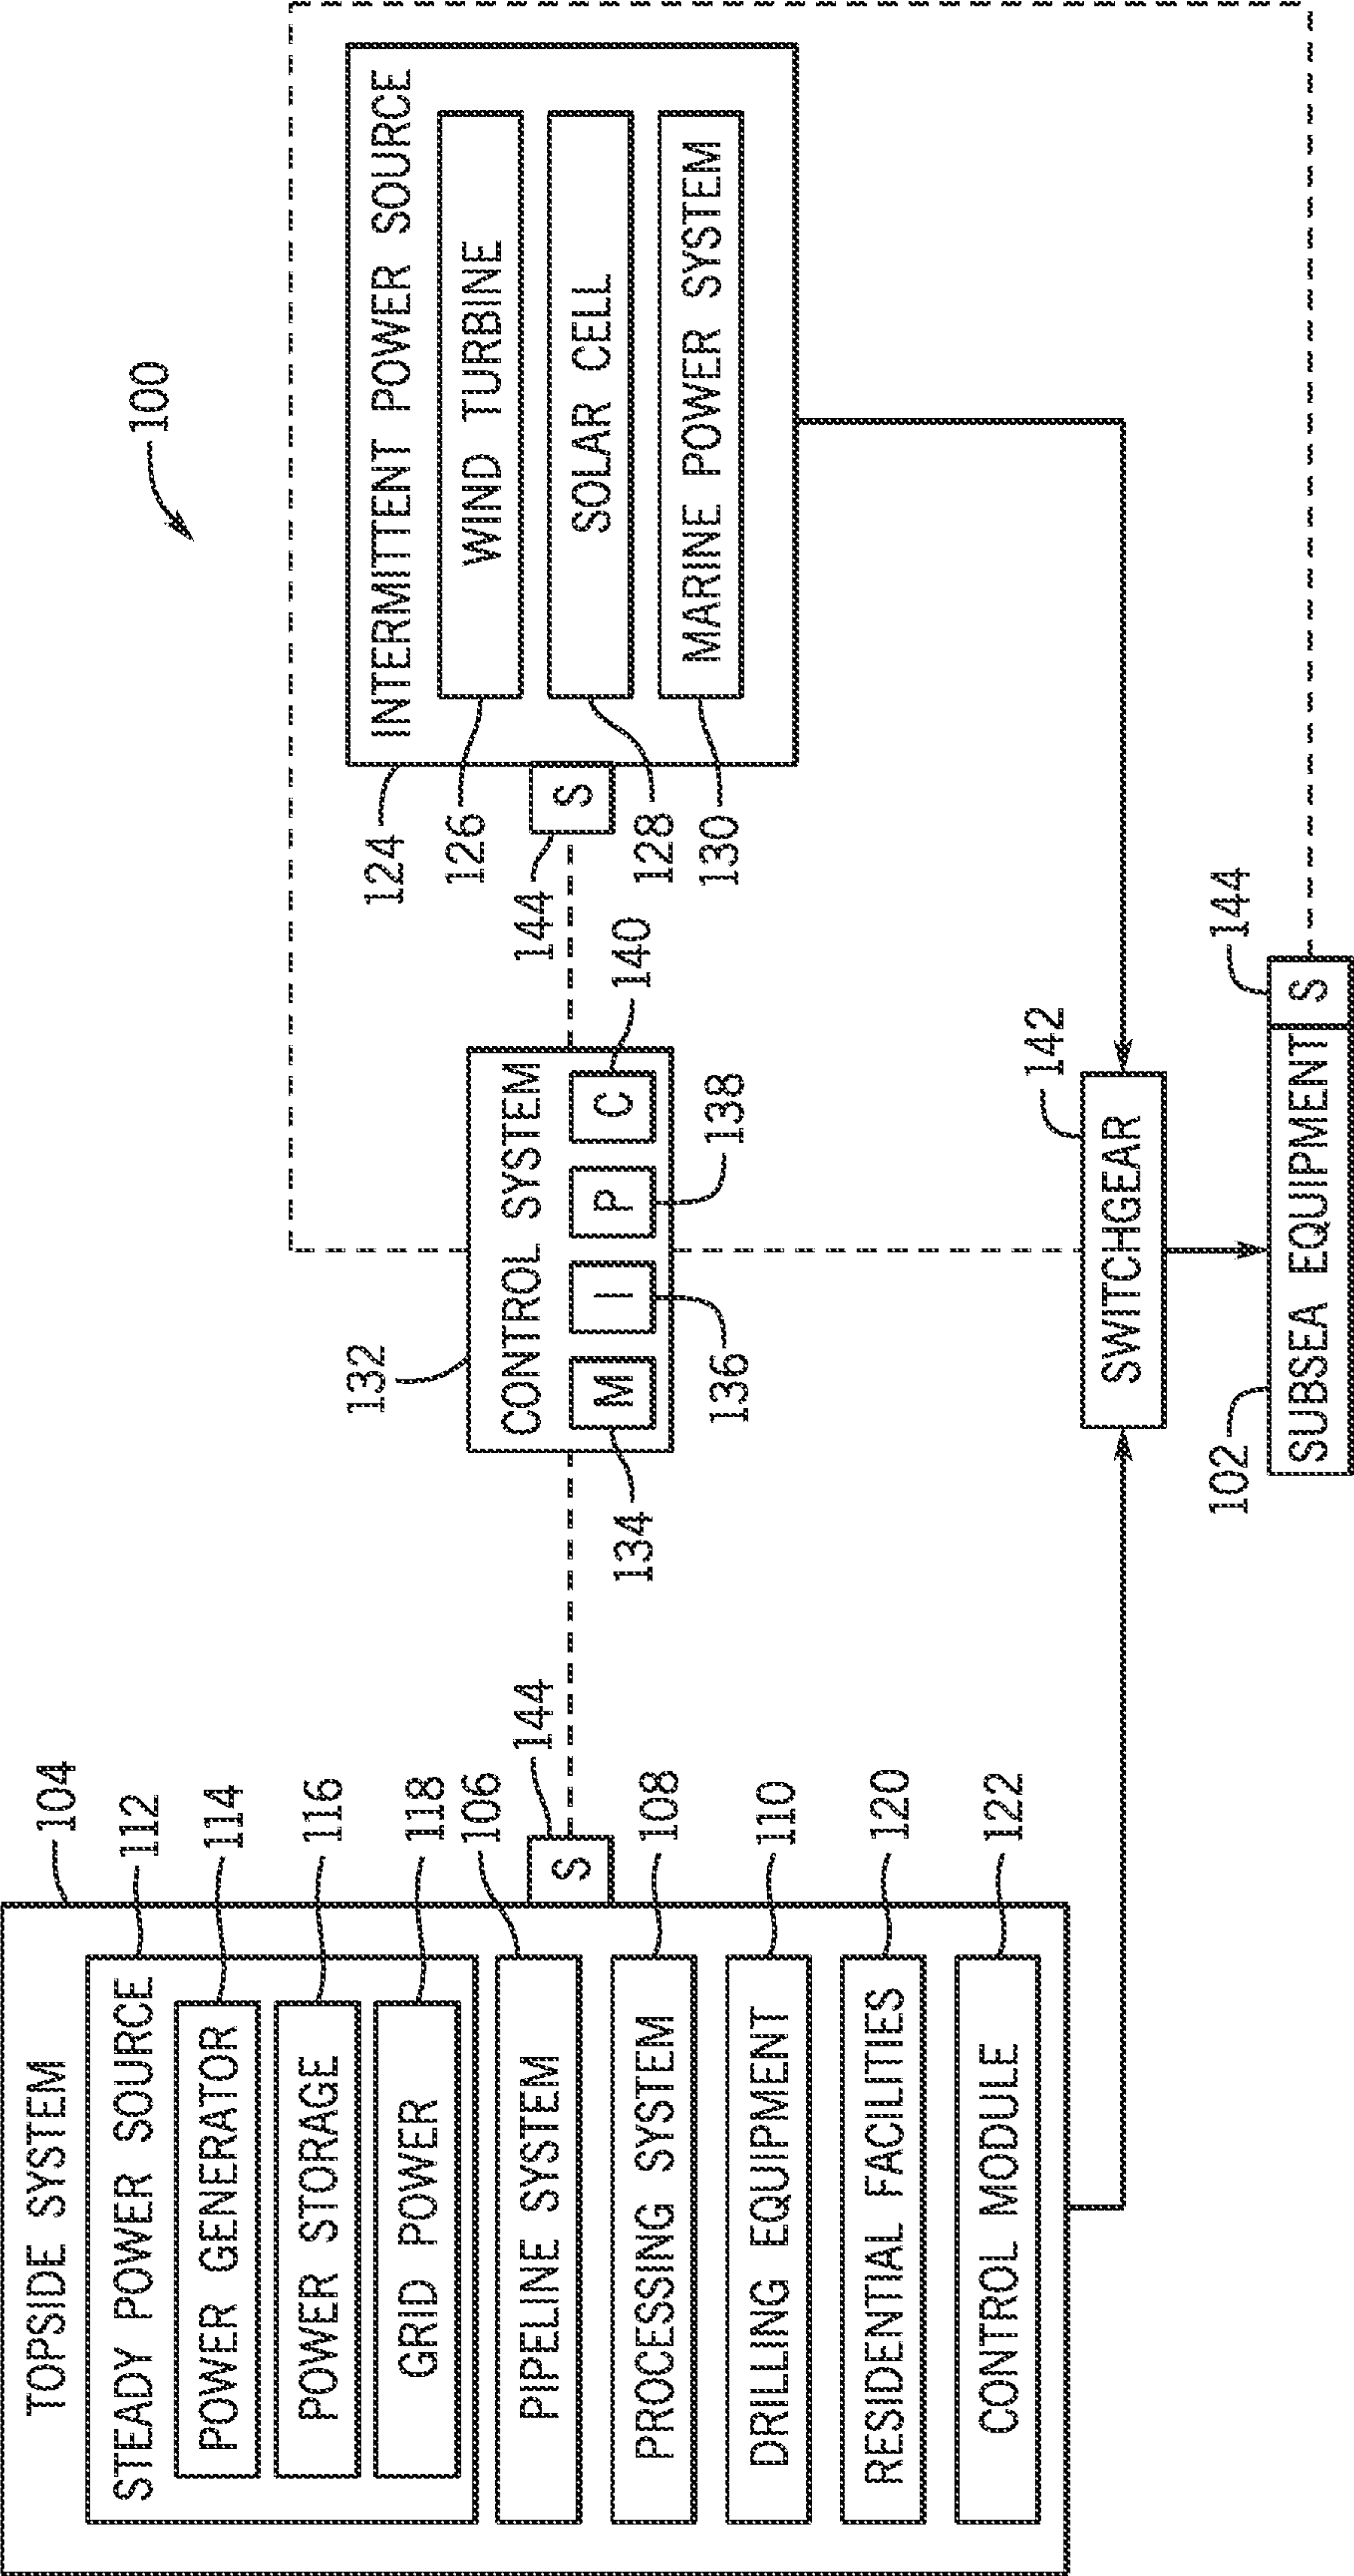 100
TOPSIDE SYSTEM
104
STEADY POWER SOURCE
112
POWER GENERATOR
114
POWER STORAGE
116
GRID POWER
118
PIPELINE SYSTEM
106
S
144
PROCESSING SYSTEM
108
DRILLING EQUIPMENT
110
RESIDENTIAL FACILITIES
120
CONTROL MODULE
122
132
CONTROL SYSTEM
M
I
P
C
134
136
138
140
INTERMITTENT POWER SOURCE
124
WIND TURBINE
126
S
144
SOLAR CELL
128
MARINE POWER SYSTEM
130
142
SWITCHGEAR
102
SUBSEA EQUIPMENT
S
144